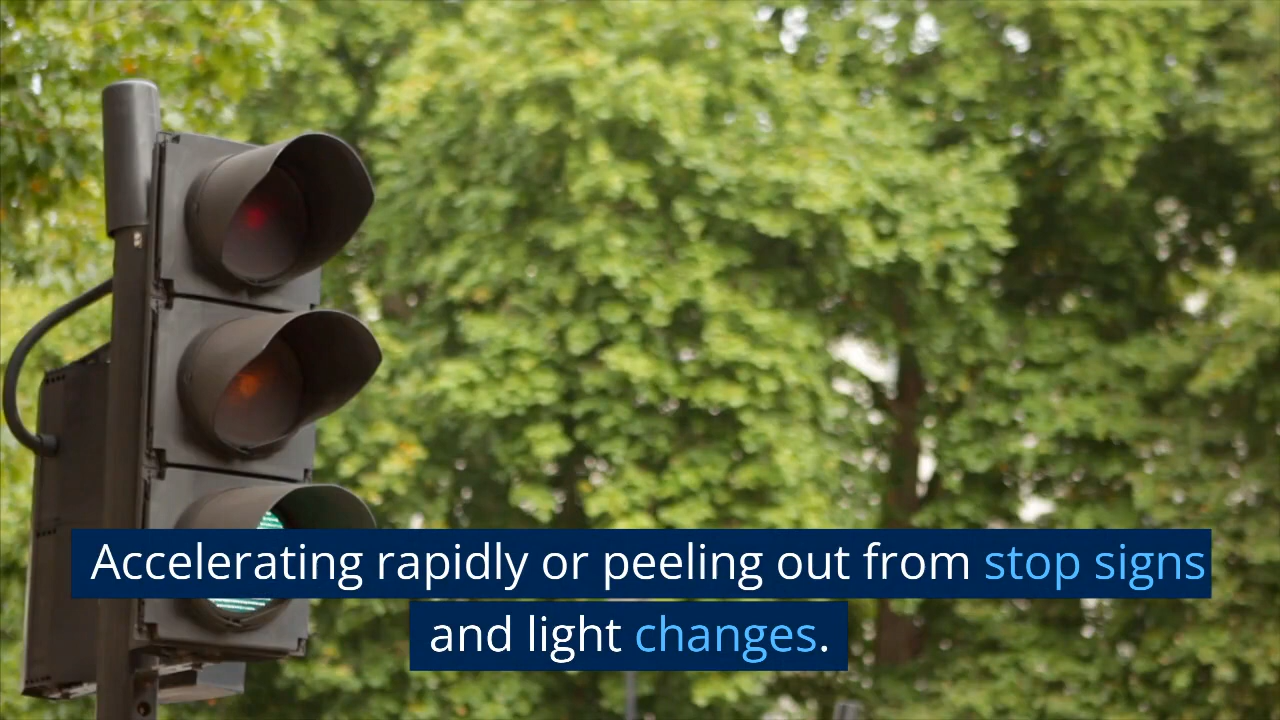 Accelerating rapidly or peeling out from stop signs
and light changes.